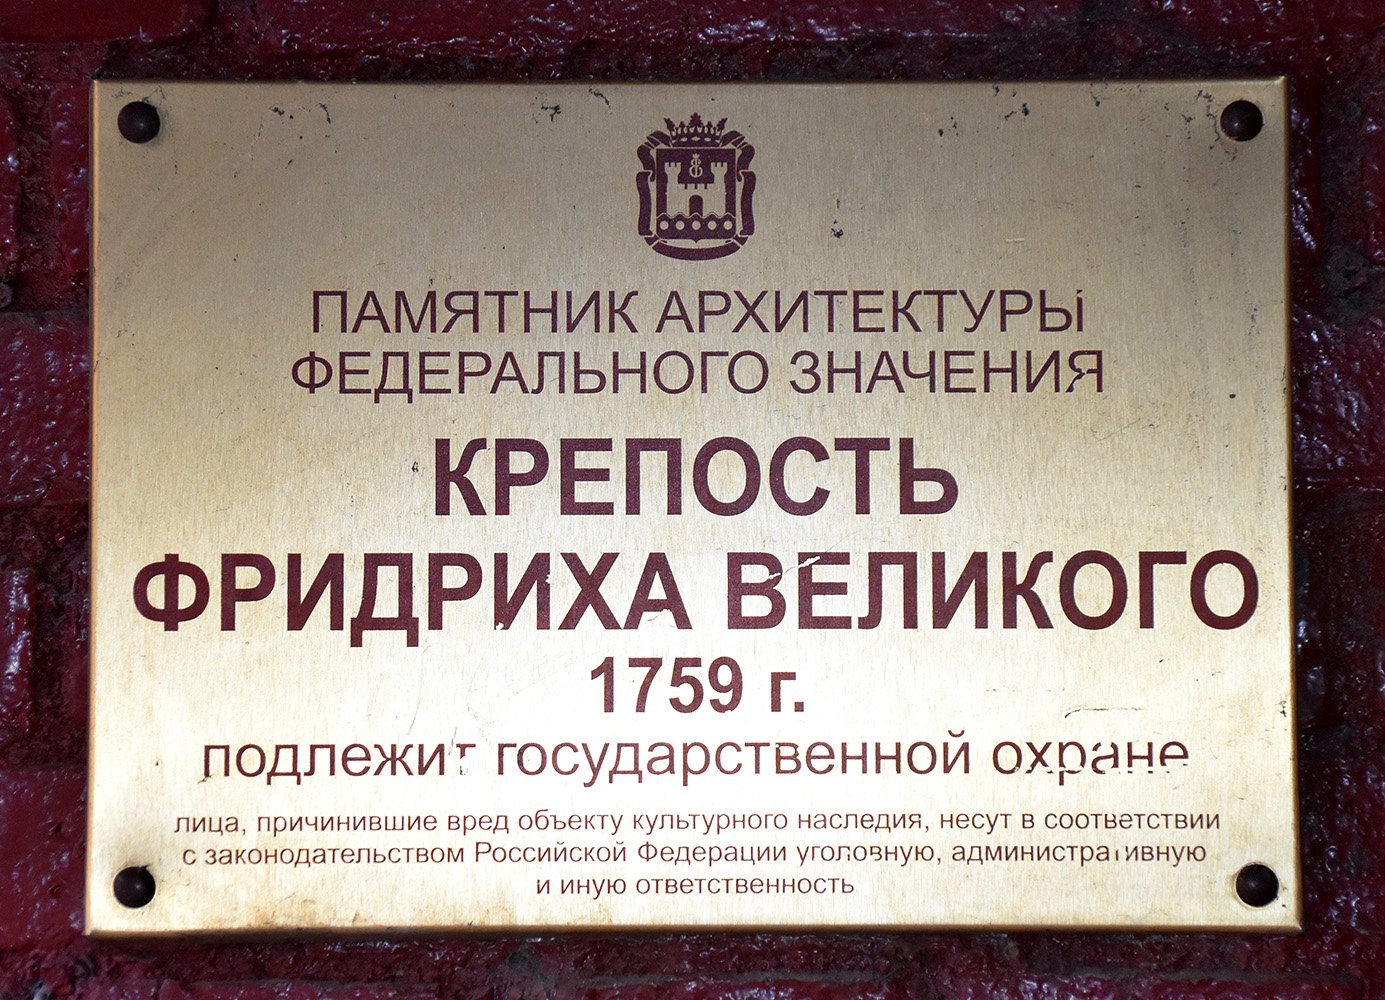 ПАМЯТНИК АРХИТЕКТУРЫ
ФЕДЕРАЛЬНОГО ЗНАЧЕНИЯ
КРЕПОСТЬ
ФРИДРИХА ВЕЛИКОГО
1759 г.
подлежит государственной охране
лица, причинившие вред объекту культурного наследия, несут в соответствии
с законодательством Российской Федерации уголовную, административную
и иную ответственность